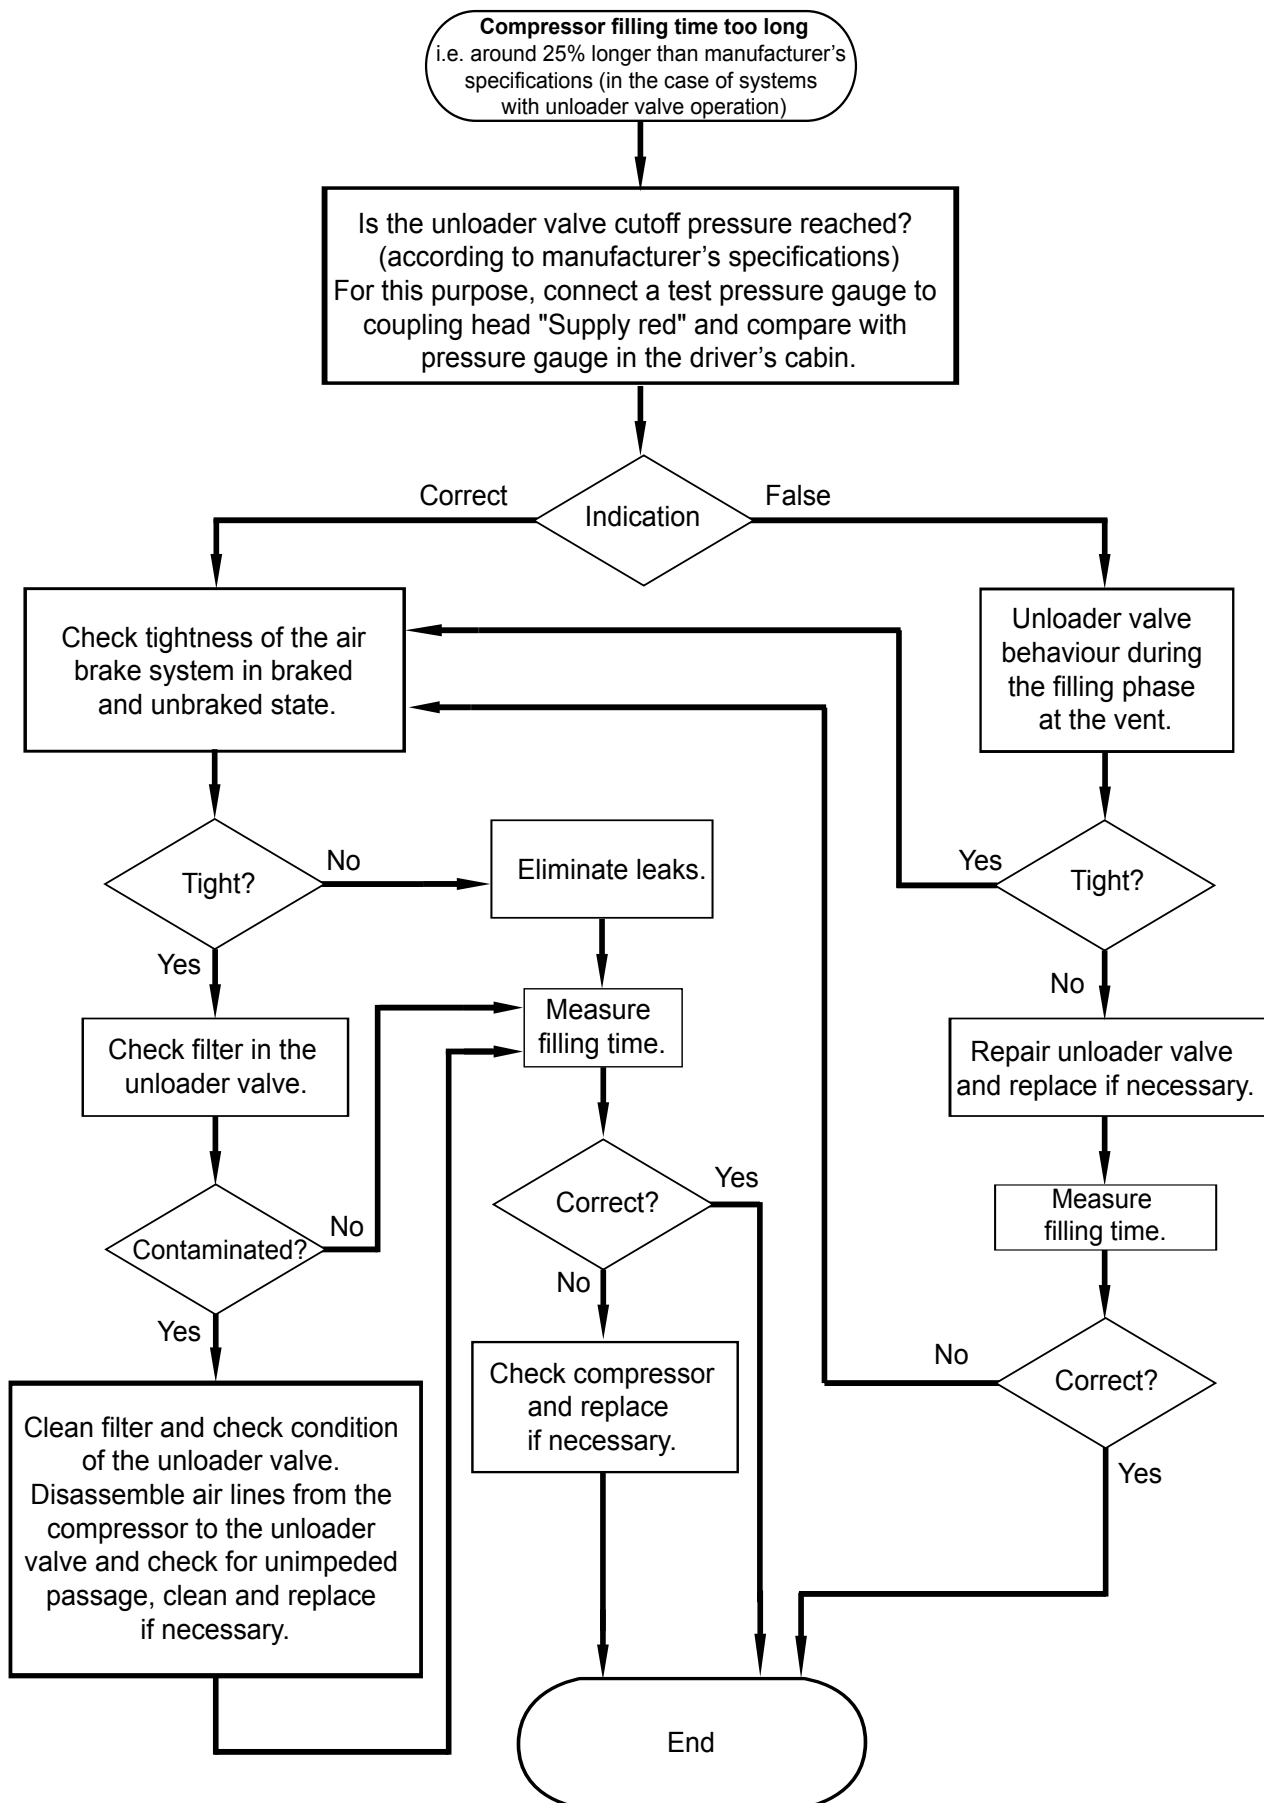 Compressor filling time too long
i.e. around 25% longer than manufacturer’s
specifications (in the case of systems
with unloader valve operation)
Is the unloader valve cutoff pressure reached?
(according to manufacturer’s specifications)
For this purpose, connect a test pressure gauge to
coupling head "Supply red" and compare with
pressure gauge in the driver’s cabin.
Correct
False
Indication
Check tightness of the air
brake system in braked
and unbraked state.
Unloader valve
behaviour during
the filling phase
at the vent.
Tight?
No
Eliminate leaks.
Yes
Tight?
Yes
No
Check filter in the
unloader valve.
Measure
filling time.
Repair unloader valve
and replace if necessary.
Contaminated?
No
Correct?
Yes
Measure
filling time.
Yes
No
No
Correct?
Yes
Clean filter and check condition
of the unloader valve.
Disassemble air lines from the
compressor to the unloader
valve and check for unimpeded
passage, clean and replace
if necessary.
Check compressor
and replace
if necessary.
End